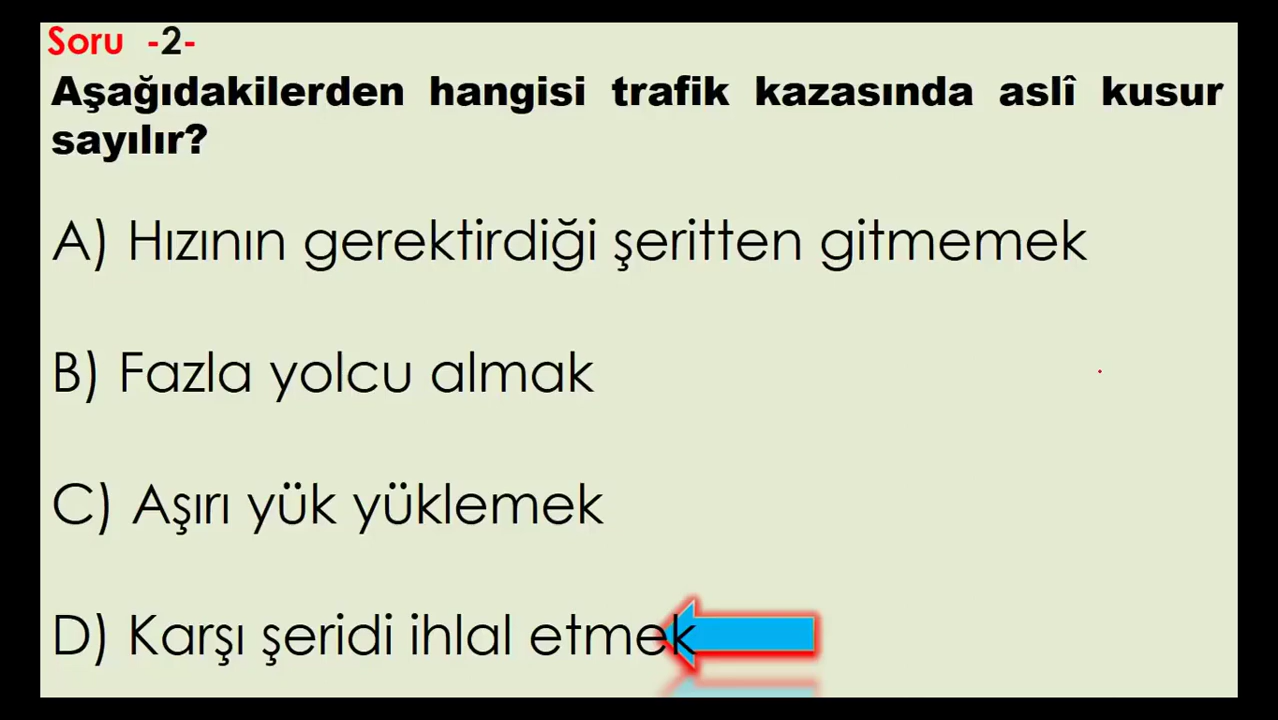 Soru -2-
Aşağıdakilerden hangisi trafik kazasında aslî kusur
sayılır?
A) Hızının gerektirdiği şeritten gitmemek
B) Fazla yolcu almak
C) Aşırı yük yüklemek
D) Karşı şeridi ihlal etmek